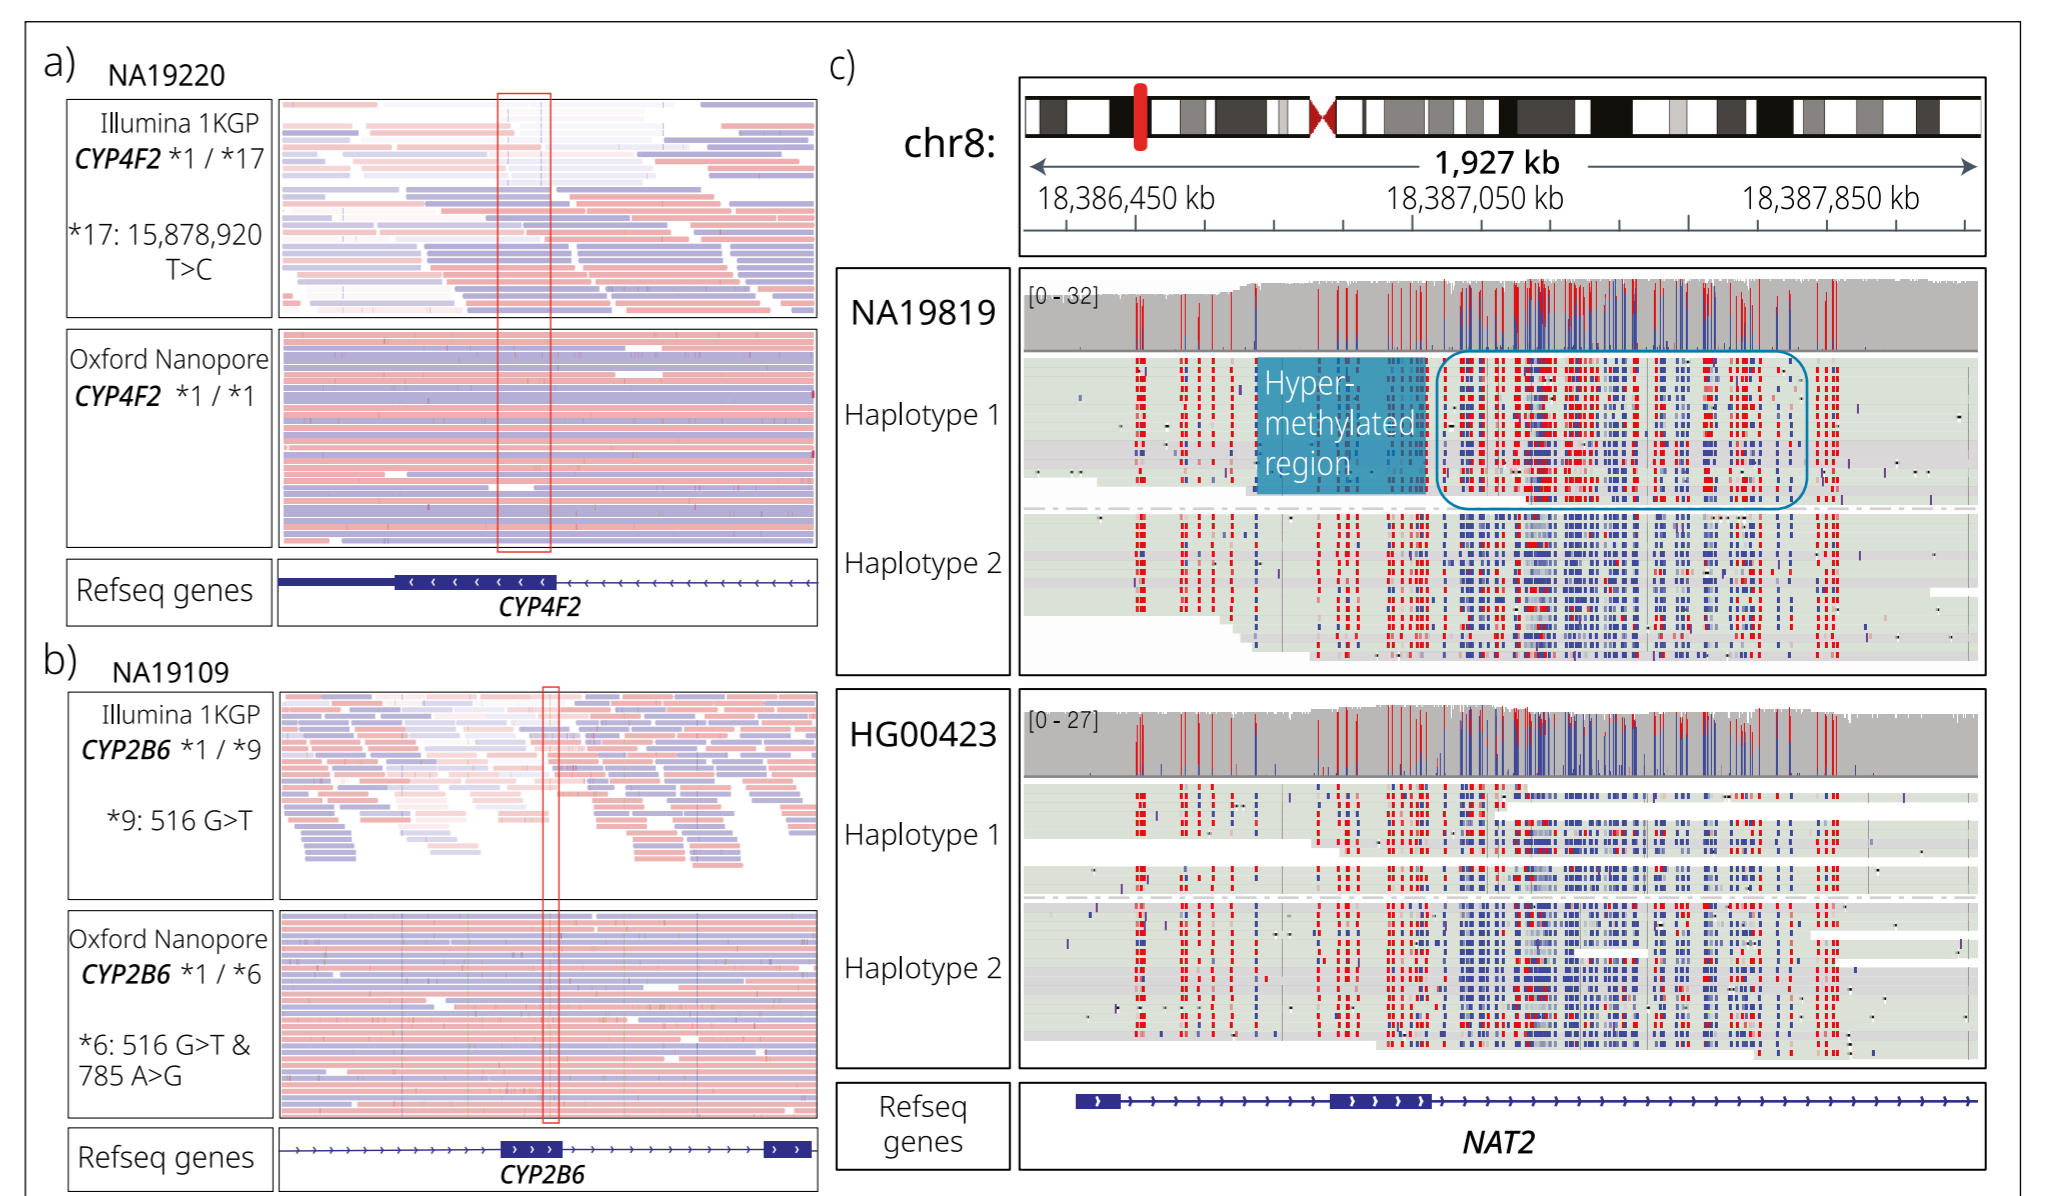 a)
NA19220
Illumina 1KGP
CYP4F2 *1 / *17
*17: 15,878,920
T>C
Oxford Nanopore
CYP4F2 *1 / *1
Refseq genes
CYP4F2
b)
NA19109
Illumina 1KGP
CYP2B6 *1 / *9
*9: 516 G>T
Oxford Nanopore
CYP2B6 *1 / *6
*6: 516 G>T &
785 A>G
Refseq genes
CYP2B6
c)
chr8:
1,927 kb
18,386,450 kb
18,387,050 kb
18,387,850 kb
NA19819
[0 - 32]
Haplotype 1
Hyper-
methylated
region
Haplotype 2
HG00423
[0 - 27]
Haplotype 1
Haplotype 2
Refseq
genes
NAT2